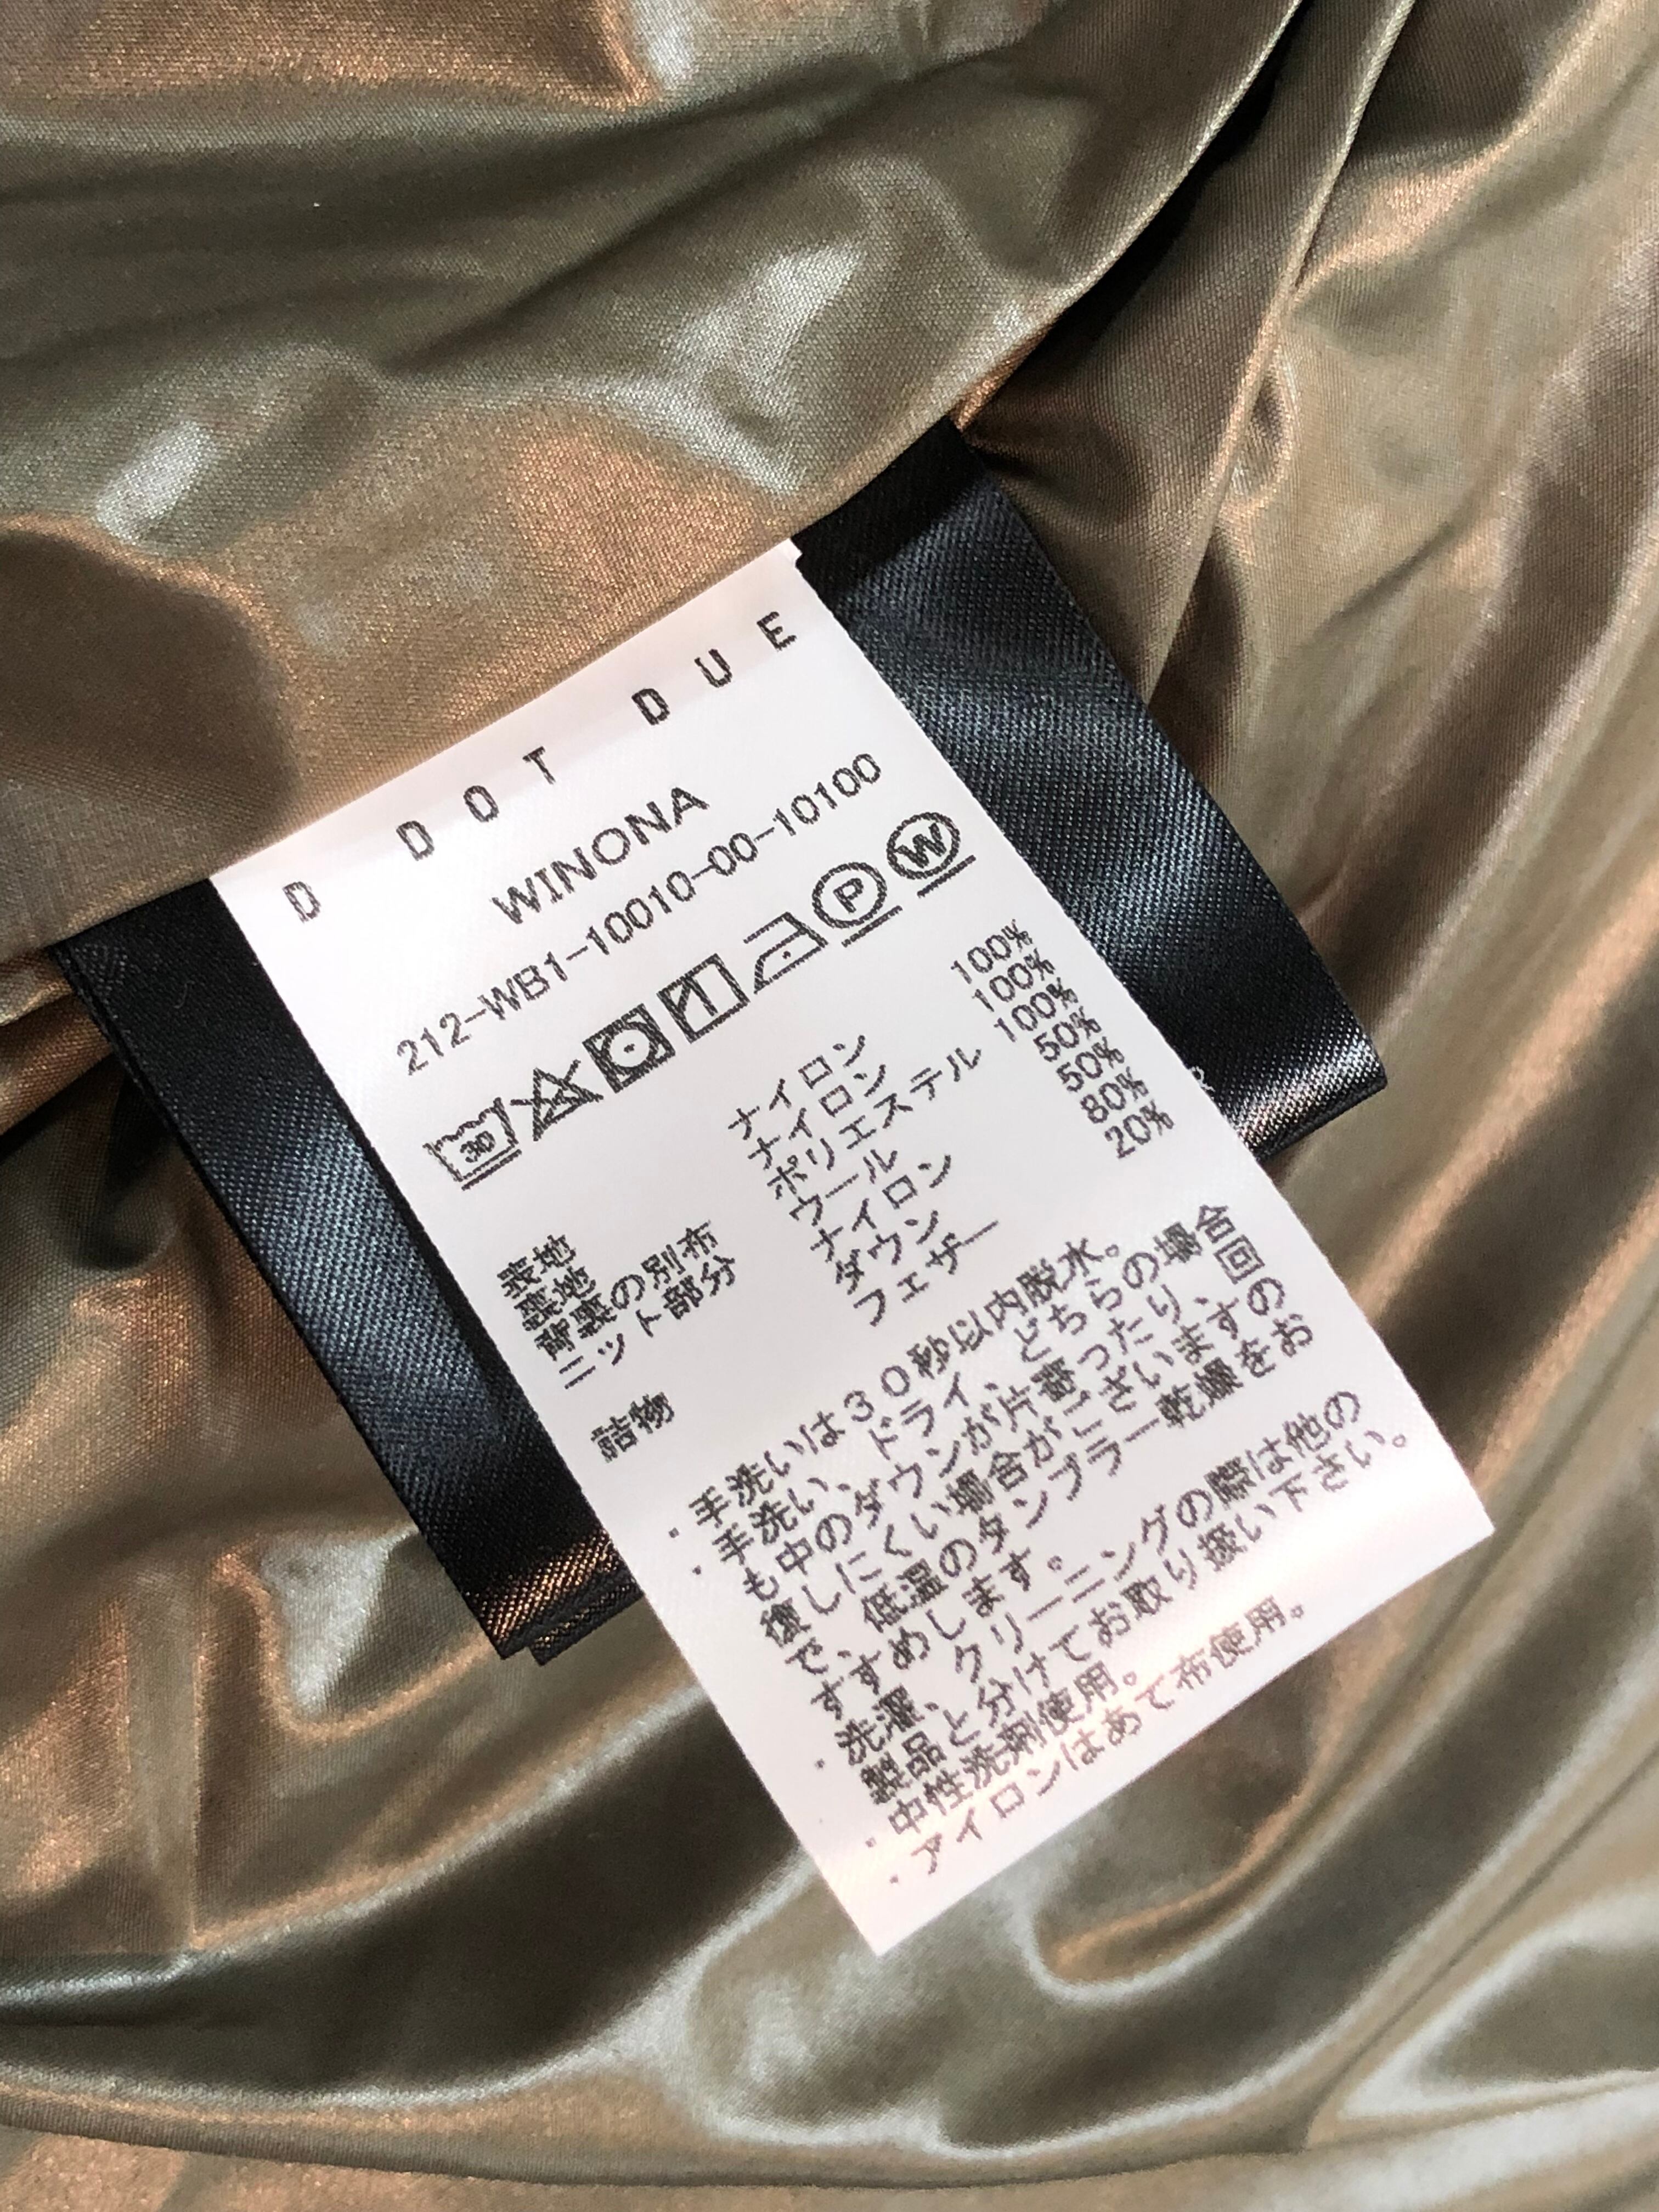 D DOT DUE
WINONA
212-WB1-10010-00-10100
30 P W
表地 ナイロン 100%
裏地 ナイロン 100%
背裏の別布 ポリエステル 100%
ニット部分 ウール 50%
ナイロン 50%
詰物 ダウン 80%
フェザー 20%
・手洗いは30秒以内脱水。
・手洗い、ドライ、どちらの場合
も中のダウンが片寄ったり、回
復しにくい場合がございます。
です、低温のタンブラー乾燥をお
すすめします。
・洗濯、クリーニングの際は他の
製品と分けてお取り扱い下さい。
・中性洗剤使用。
・アイロンはあて布使用。